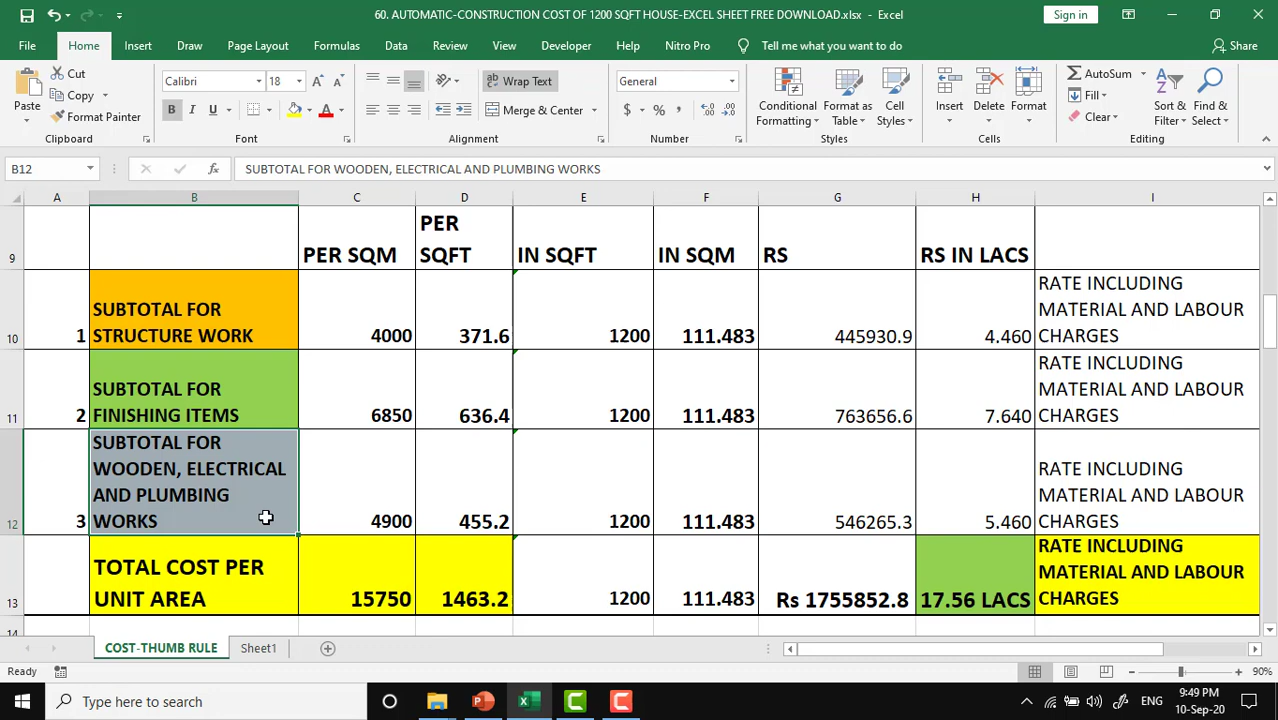 60. AUTOMATIC-CONSTRUCTION COST OF 1200 SQFT HOUSE-EXCEL SHEET FREE DOWNLOAD.xlsx - Excel
Sign in
File Home Insert Draw Page Layout Formulas Data Review View Developer Help Nitro Pro Tell me what you want to do Share
Paste
Cut
Copy
Format Painter
Clipboard
Calibri 18
B I U
Font
Wrap Text
Merge & Center
Alignment
General
$ % ,
Number
Conditional Formatting
Format as Table
Cell Styles
Styles
Insert
Delete
Format
Cells
AutoSum
Fill
Clear
Sort & Filter
Find & Select
Editing
B12
fx
SUBTOTAL FOR WOODEN, ELECTRICAL AND PLUMBING WORKS
A B C D E F G H I
9 PER SQM PER SQFT IN SQFT IN SQM RS RS IN LACS
10 1 SUBTOTAL FOR STRUCTURE WORK 4000 371.6 1200 111.483 445930.9 4.460 RATE INCLUDING MATERIAL AND LABOUR CHARGES
11 2 SUBTOTAL FOR FINISHING ITEMS 6850 636.4 1200 111.483 763656.6 7.640 RATE INCLUDING MATERIAL AND LABOUR CHARGES
12 3 SUBTOTAL FOR WOODEN, ELECTRICAL AND PLUMBING WORKS 4900 455.2 1200 111.483 546265.3 5.460 RATE INCLUDING MATERIAL AND LABOUR CHARGES
13 TOTAL COST PER UNIT AREA 15750 1463.2 1200 111.483 Rs 1755852.8 17.56 LACS RATE INCLUDING MATERIAL AND LABOUR CHARGES
14
COST-THUMB RULE Sheet1
Ready
90%
Type here to search
ENG
9:49 PM
10-Sep-20